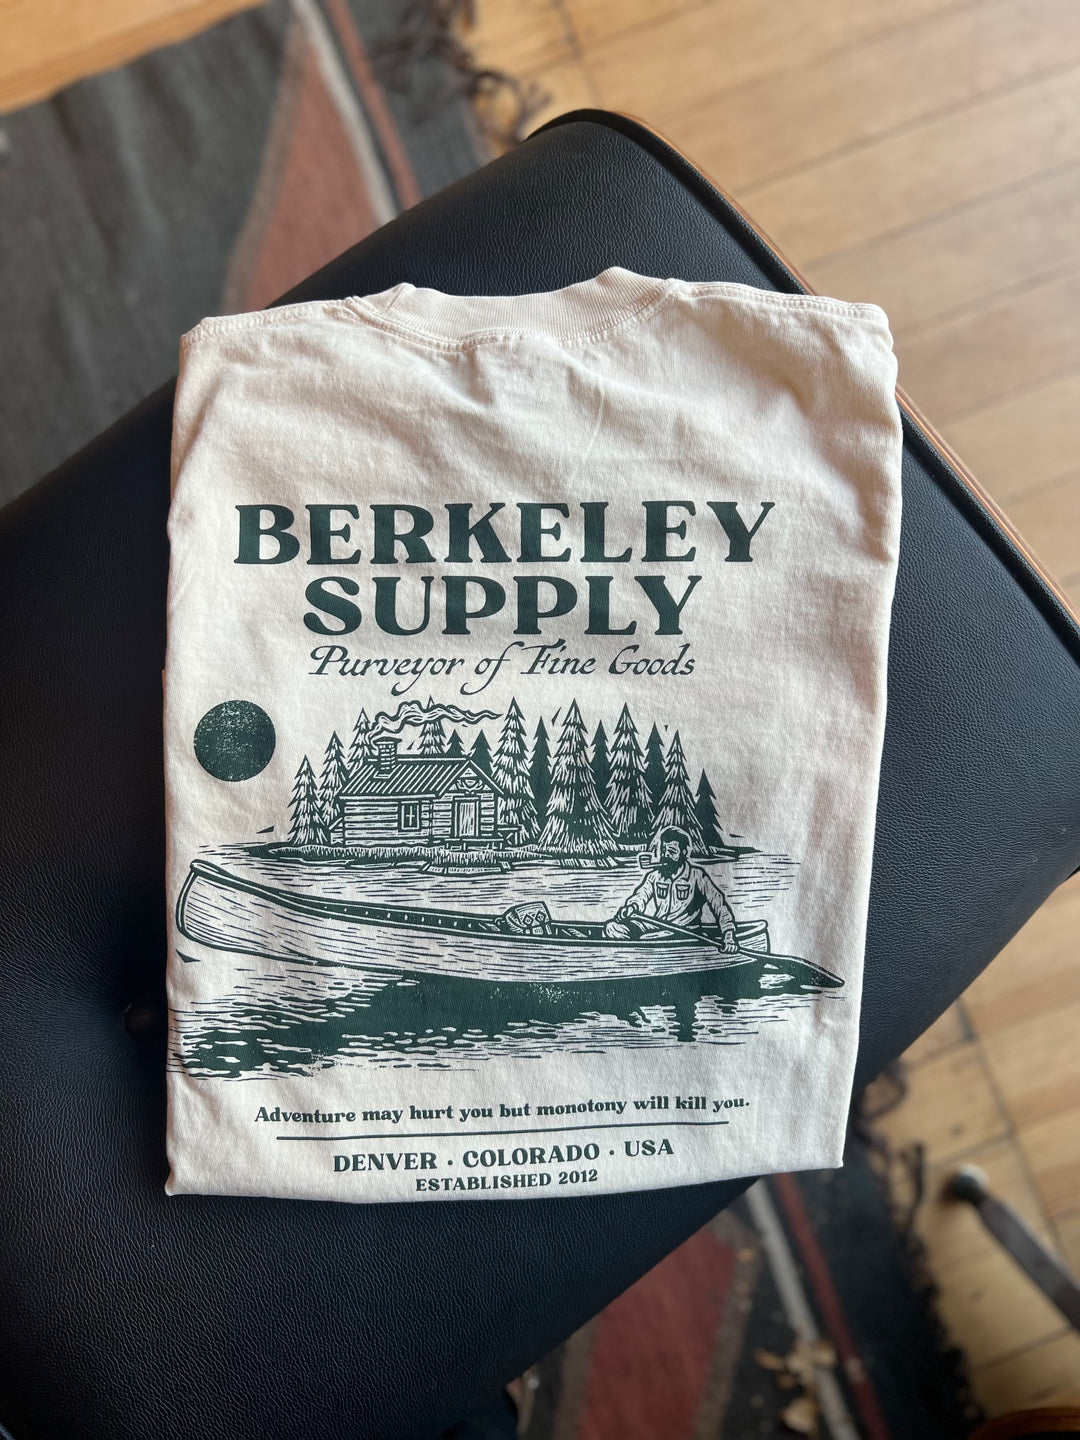 BERKELEY
SUPPLY
Purveyor of Fine Goods
Adventure may hurt you but monotony will kill you.
DENVER · COLORADO · USA
ESTABLISHED 2012